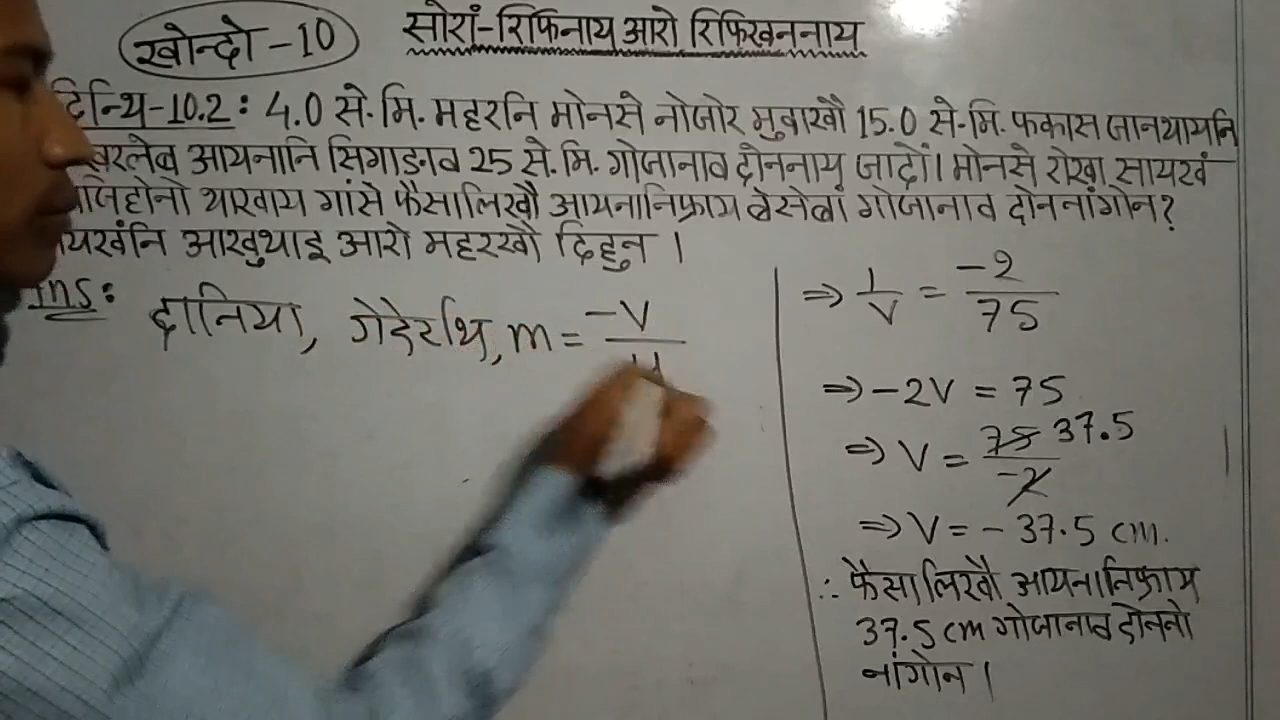 खोन्दो-10
सोरां-रिफिनाय आरो रिफिखननाय
दिन्थि-10.2: 4.0 से.मि. महरनि मोनसे नोजोर मुवाखौ 15.0 से.मि. फकास जानथायनि
आयनानि सिगाङाव 25 से.मि. गोजानाव दोननाय जादों। मोनसे रोखा सायखं
थाखाय गांसे फैसालिखौ आयनानिफ्राय बेसेबा गोजानाव दोननांगोन?
आखुथाइ आरो महरखौ दिहुन।
Ans:
दानिया, गेदेरथि, m = -V/u
⇒ 1/V = -2/75
⇒ -2V = 75
⇒ V = 75/-2 37.5
⇒ V = - 37.5 cm.
∴ फैसालिखौ आयनानिफ्राय
37.5 cm गोजानाव दोननो
नांगोन।